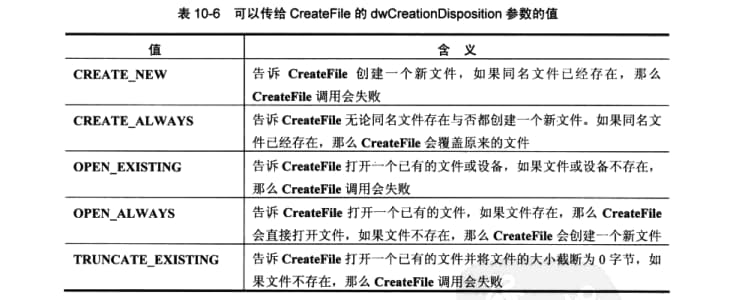 表 10-6 可以传给 CreateFile 的 dwCreationDisposition 参数的值
值 含 义
CREATE_NEW 告诉 CreateFile 创建一个新文件，如果同名文件已经存在，那么
CreateFile 调用会失败
CREATE_ALWAYS 告诉 CreateFile 无论同名文件存在与否都创建一个新文件。如果同名文
件已经存在，那么 CreateFile 会覆盖原来的文件
OPEN_EXISTING 告诉 CreateFile 打开一个已有的文件或设备，如果文件或设备不存在，
那么 CreateFile 调用会失败
OPEN_ALWAYS 告诉 CreateFile 打开一个已有的文件，如果文件存在，那么 CreateFile
会直接打开文件，如果文件不存在，那么 CreateFile 会创建一个新文件
TRUNCATE_EXISTING 告诉 CreateFile 打开一个已有的文件并将文件的大小截断为 0 字节，如
果文件不存在，那么 CreateFile 调用会失败